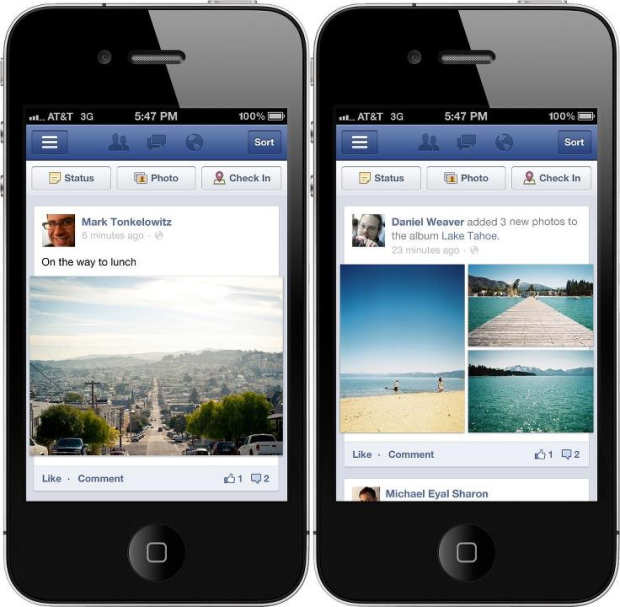 AT&T 3G 5:47 PM 100%
Sort
Status Photo Check In
Mark Tonkelowitz
6 minutes ago ·
On the way to lunch
Like · Comment 1 2
AT&T 3G 5:47 PM 100%
Sort
Status Photo Check In
Daniel Weaver added 3 new photos to
the album Lake Tahoe.
23 minutes ago ·
Like · Comment 1 2
Michael Eyal Sharon